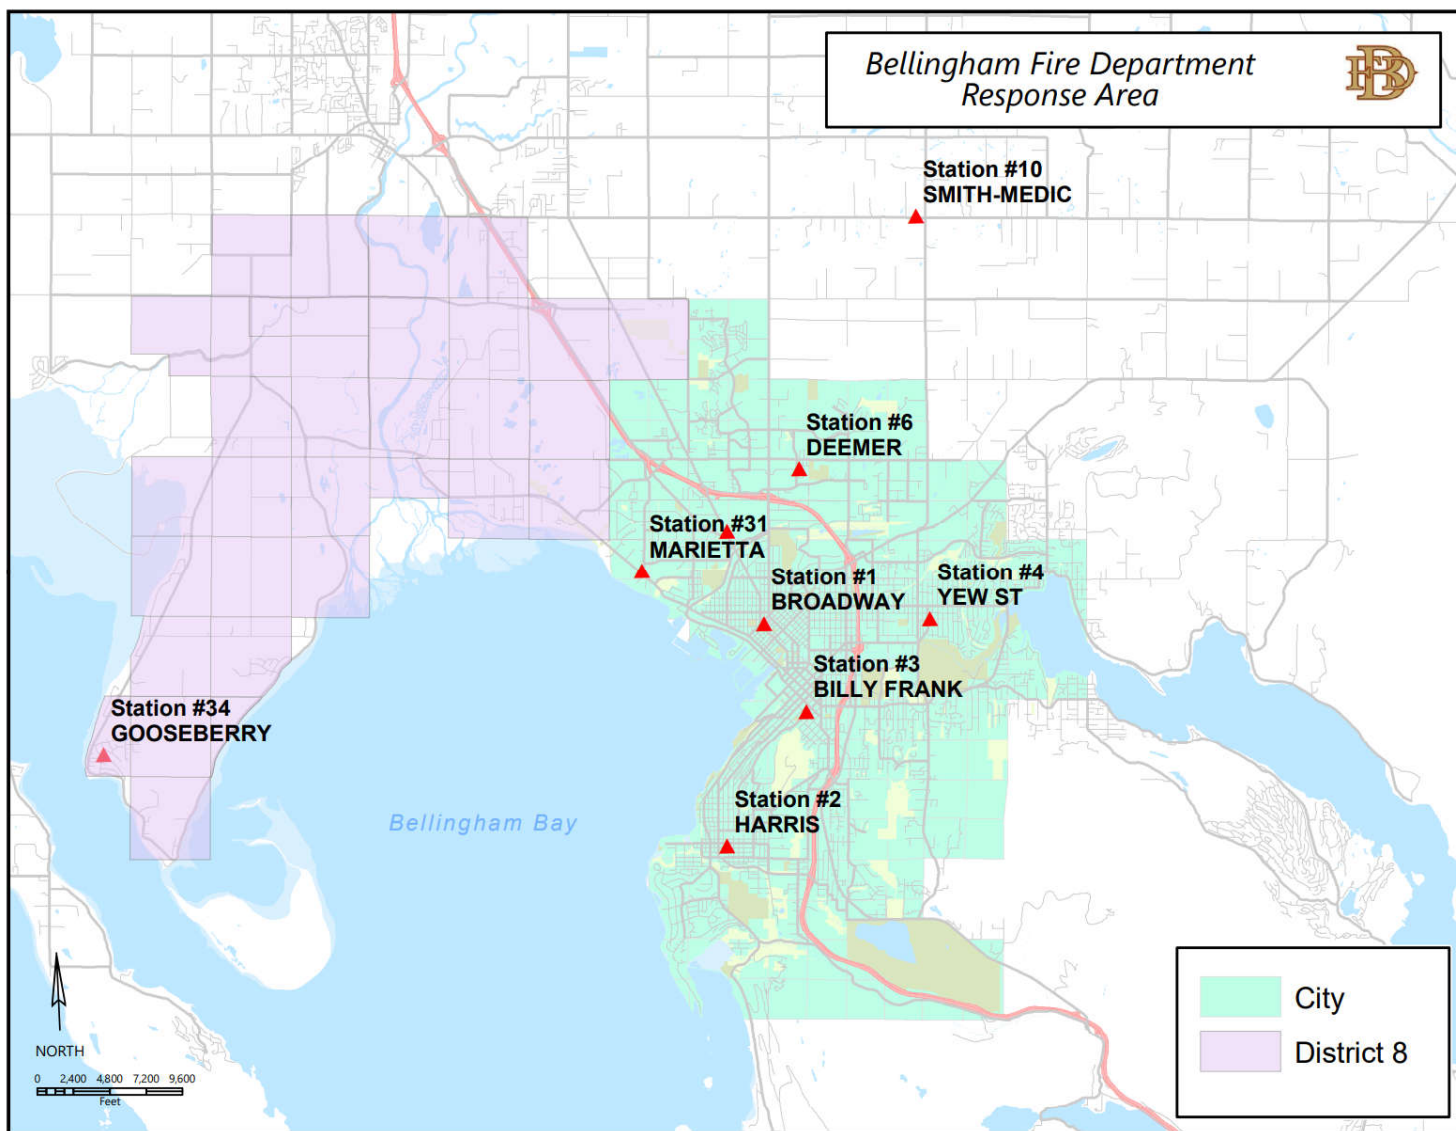 Bellingham Fire Department
Response Area
BFD
Station #10
SMITH-MEDIC
Station #6
DEEMER
Station #31
MARIETTA
Station #1
BROADWAY
Station #4
YEW ST
Station #3
BILLY FRANK
Station #34
GOOSEBERRY
Station #2
HARRIS
Bellingham Bay
City
District 8
NORTH
0 2,400 4,800 7,200 9,600
Feet